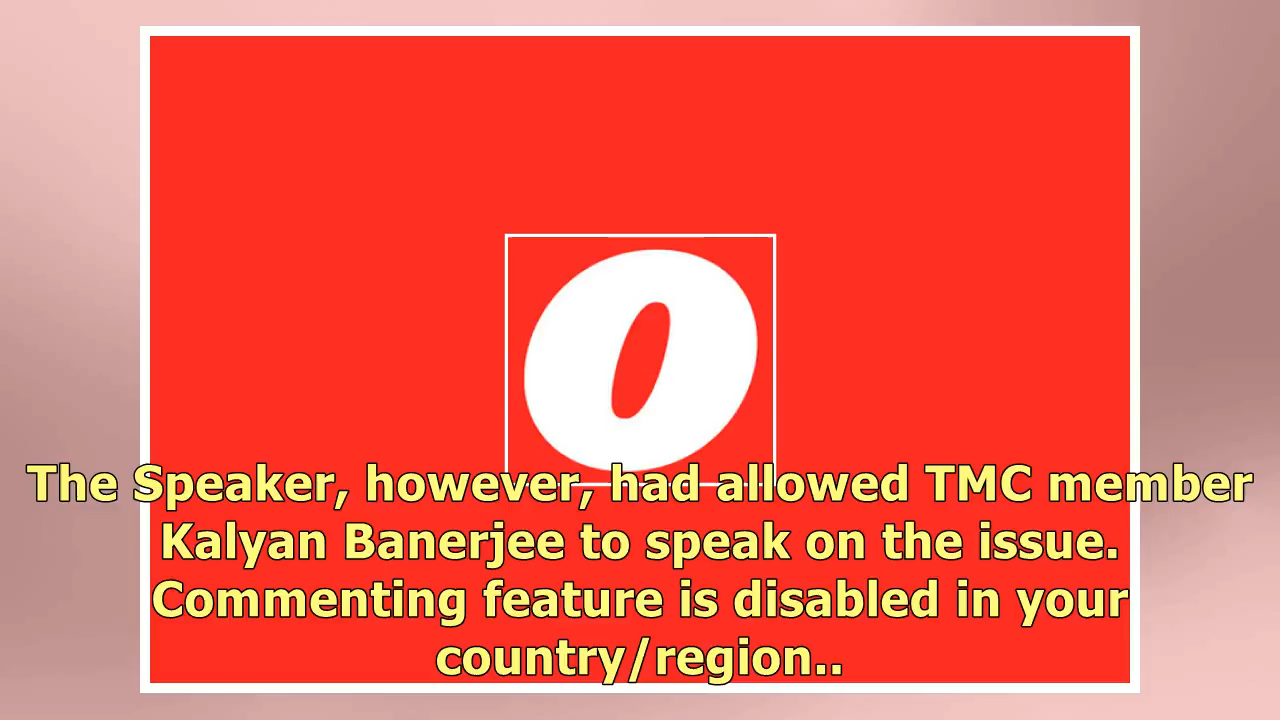 O
The Speaker, however, had allowed TMC member
Kalyan Banerjee to speak on the issue.
Commenting feature is disabled in your
country/region..